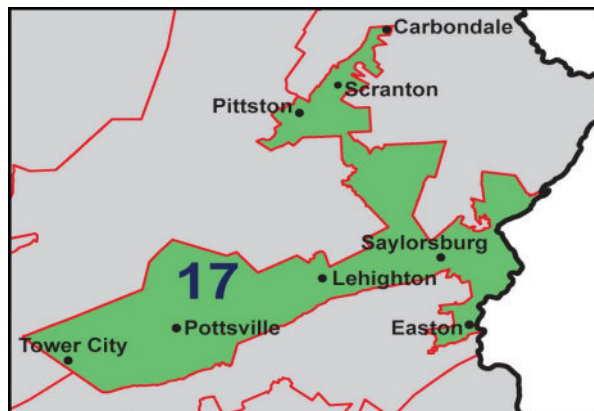 Carbondale
Scranton
Pittston
Saylorsburg
17
Lehighton
Pottsville
Easton
Tower City